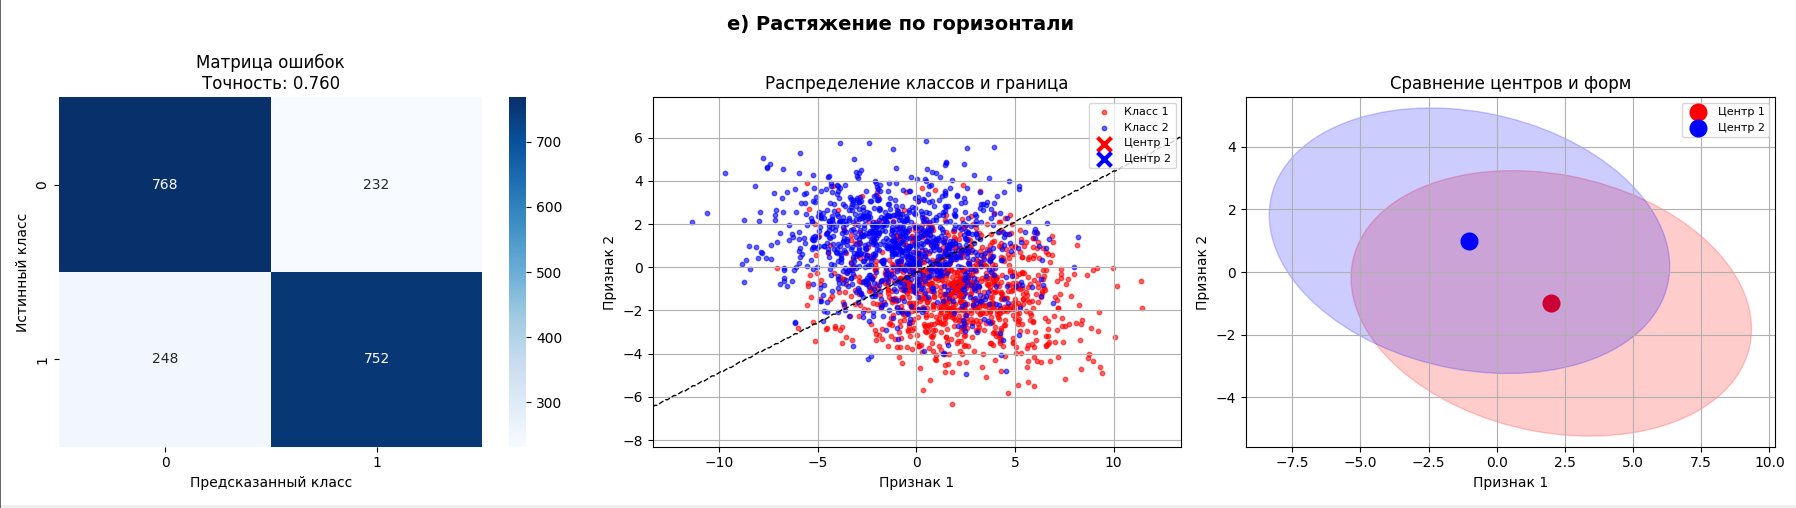 е) Растяжение по горизонтали
Матрица ошибок
Точность: 0.760
Истинный класс
0
1
768
232
248
752
0
1
Предсказанный класс
700
600
500
400
300
Распределение классов и граница
Признак 2
6
4
2
0
−2
−4
−6
−8
Класс 1
Класс 2
Центр 1
Центр 2
−10
−5
0
5
10
Признак 1
Сравнение центров и форм
Признак 2
4
2
0
−2
−4
Центр 1
Центр 2
−7.5
−5.0
−2.5
0.0
2.5
5.0
7.5
10.0
Признак 1